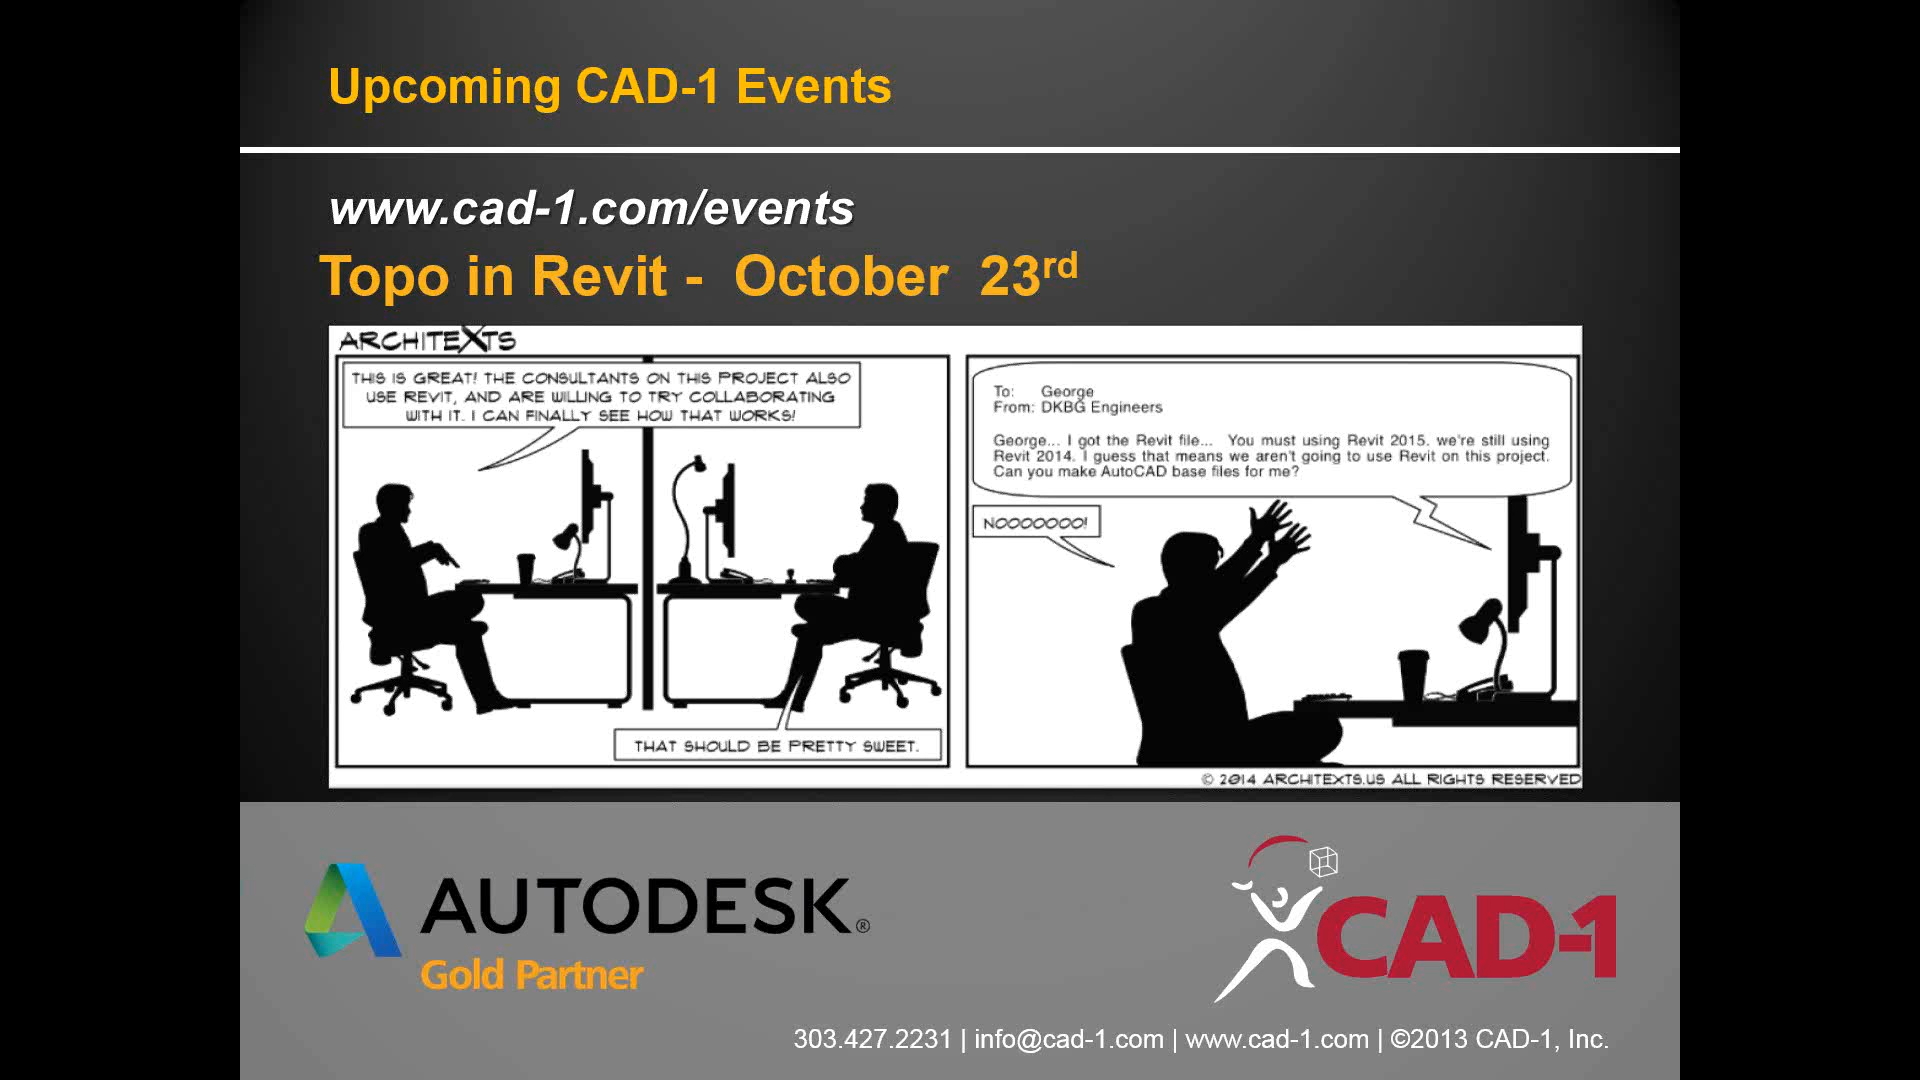 Upcoming CAD-1 Events
www.cad-1.com/events
Topo in Revit - October 23rd
ARCHITEXTS
THIS IS GREAT! THE CONSULTANTS ON THIS PROJECT ALSO
USE REVIT, AND ARE WILLING TO TRY COLLABORATING
WITH IT. I CAN FINALLY SEE HOW THAT WORKS!
THAT SHOULD BE PRETTY SWEET.
To: George
From: DKBG Engineers
George... I got the Revit file... You must using Revit 2015. we're still using
Revit 2014. I guess that means we aren't going to use Revit on this project.
Can you make AutoCAD base files for me?
NOOOOOOO!
© 2014 ARCHITEXTS.US ALL RIGHTS RESERVED
AUTODESK®
Gold Partner
CAD-1
303.427.2231 | info@cad-1.com | www.cad-1.com | ©2013 CAD-1, Inc.